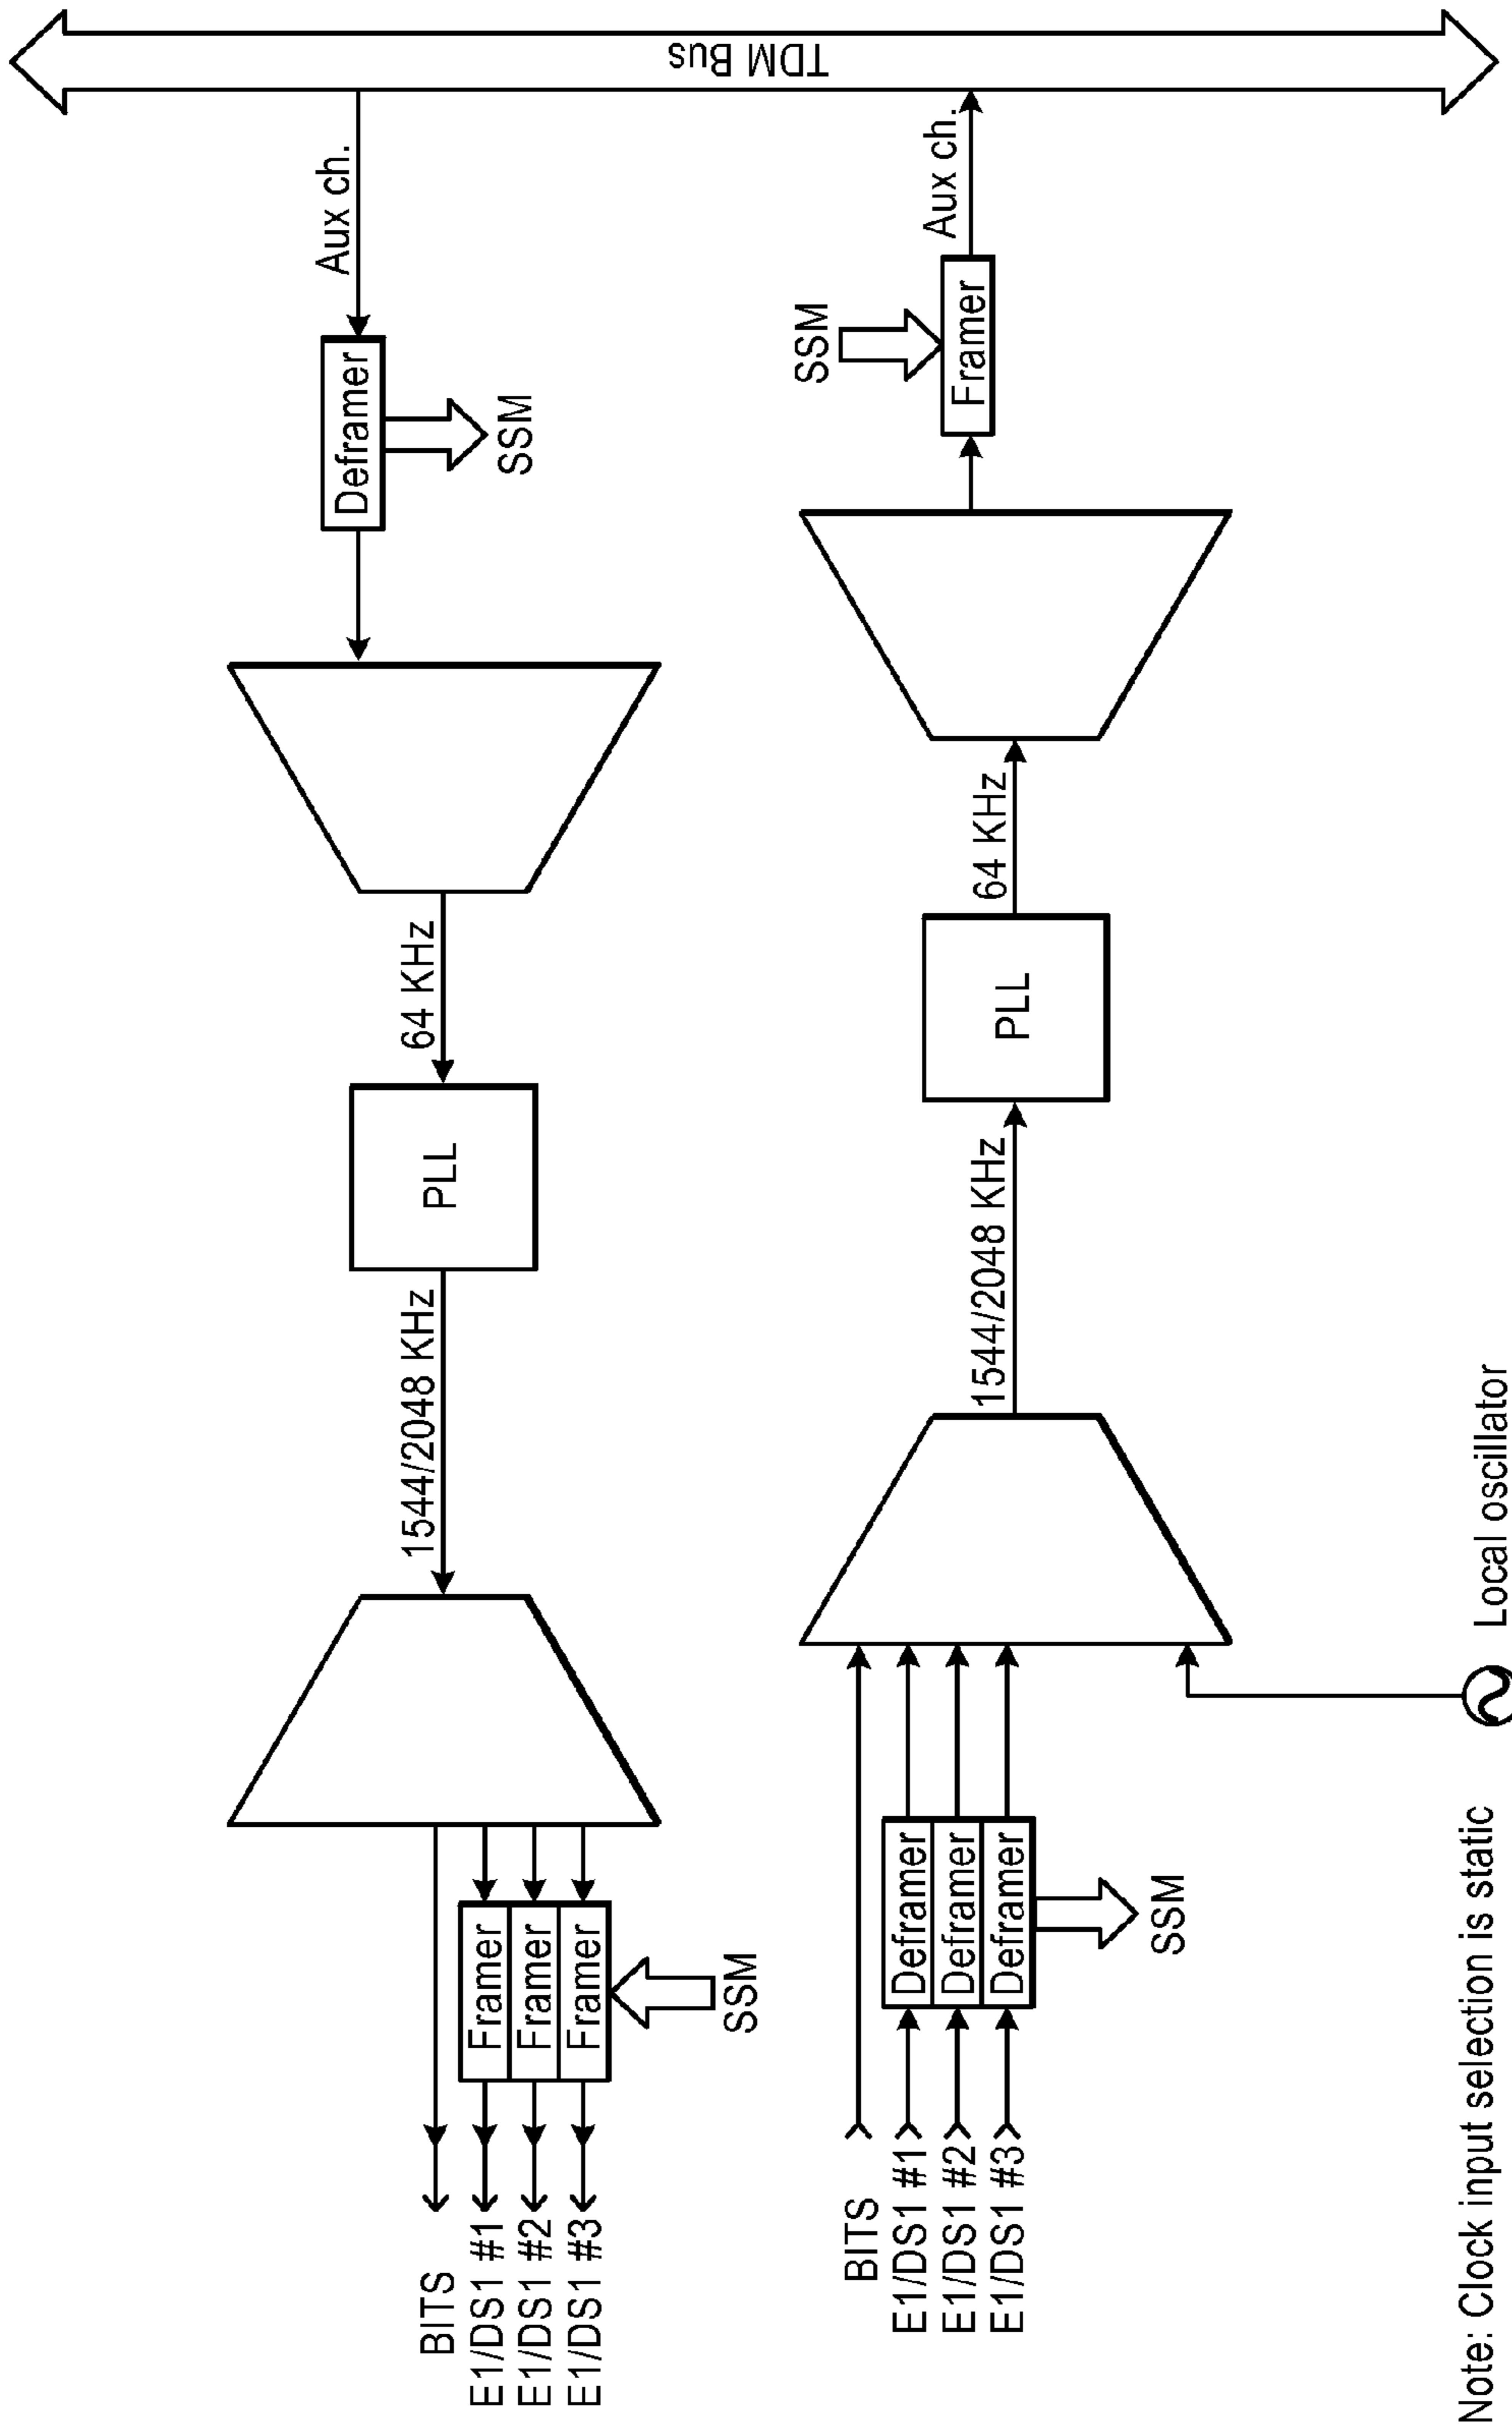 TDM Bus
BITS
E1/DS1 #1
E1/DS1 #2
E1/DS1 #3
Framer
Framer
Framer
SSM
1544/2048 KHz
PLL
64 KHz
Deframer
SSM
Aux ch.
BITS
E1/DS1 #1
E1/DS1 #2
E1/DS1 #3
Deframer
Deframer
Deframer
SSM
1544/2048 KHz
PLL
64 KHz
SSM
Framer
Aux ch.
Local oscillator
Note: Clock input selection is static